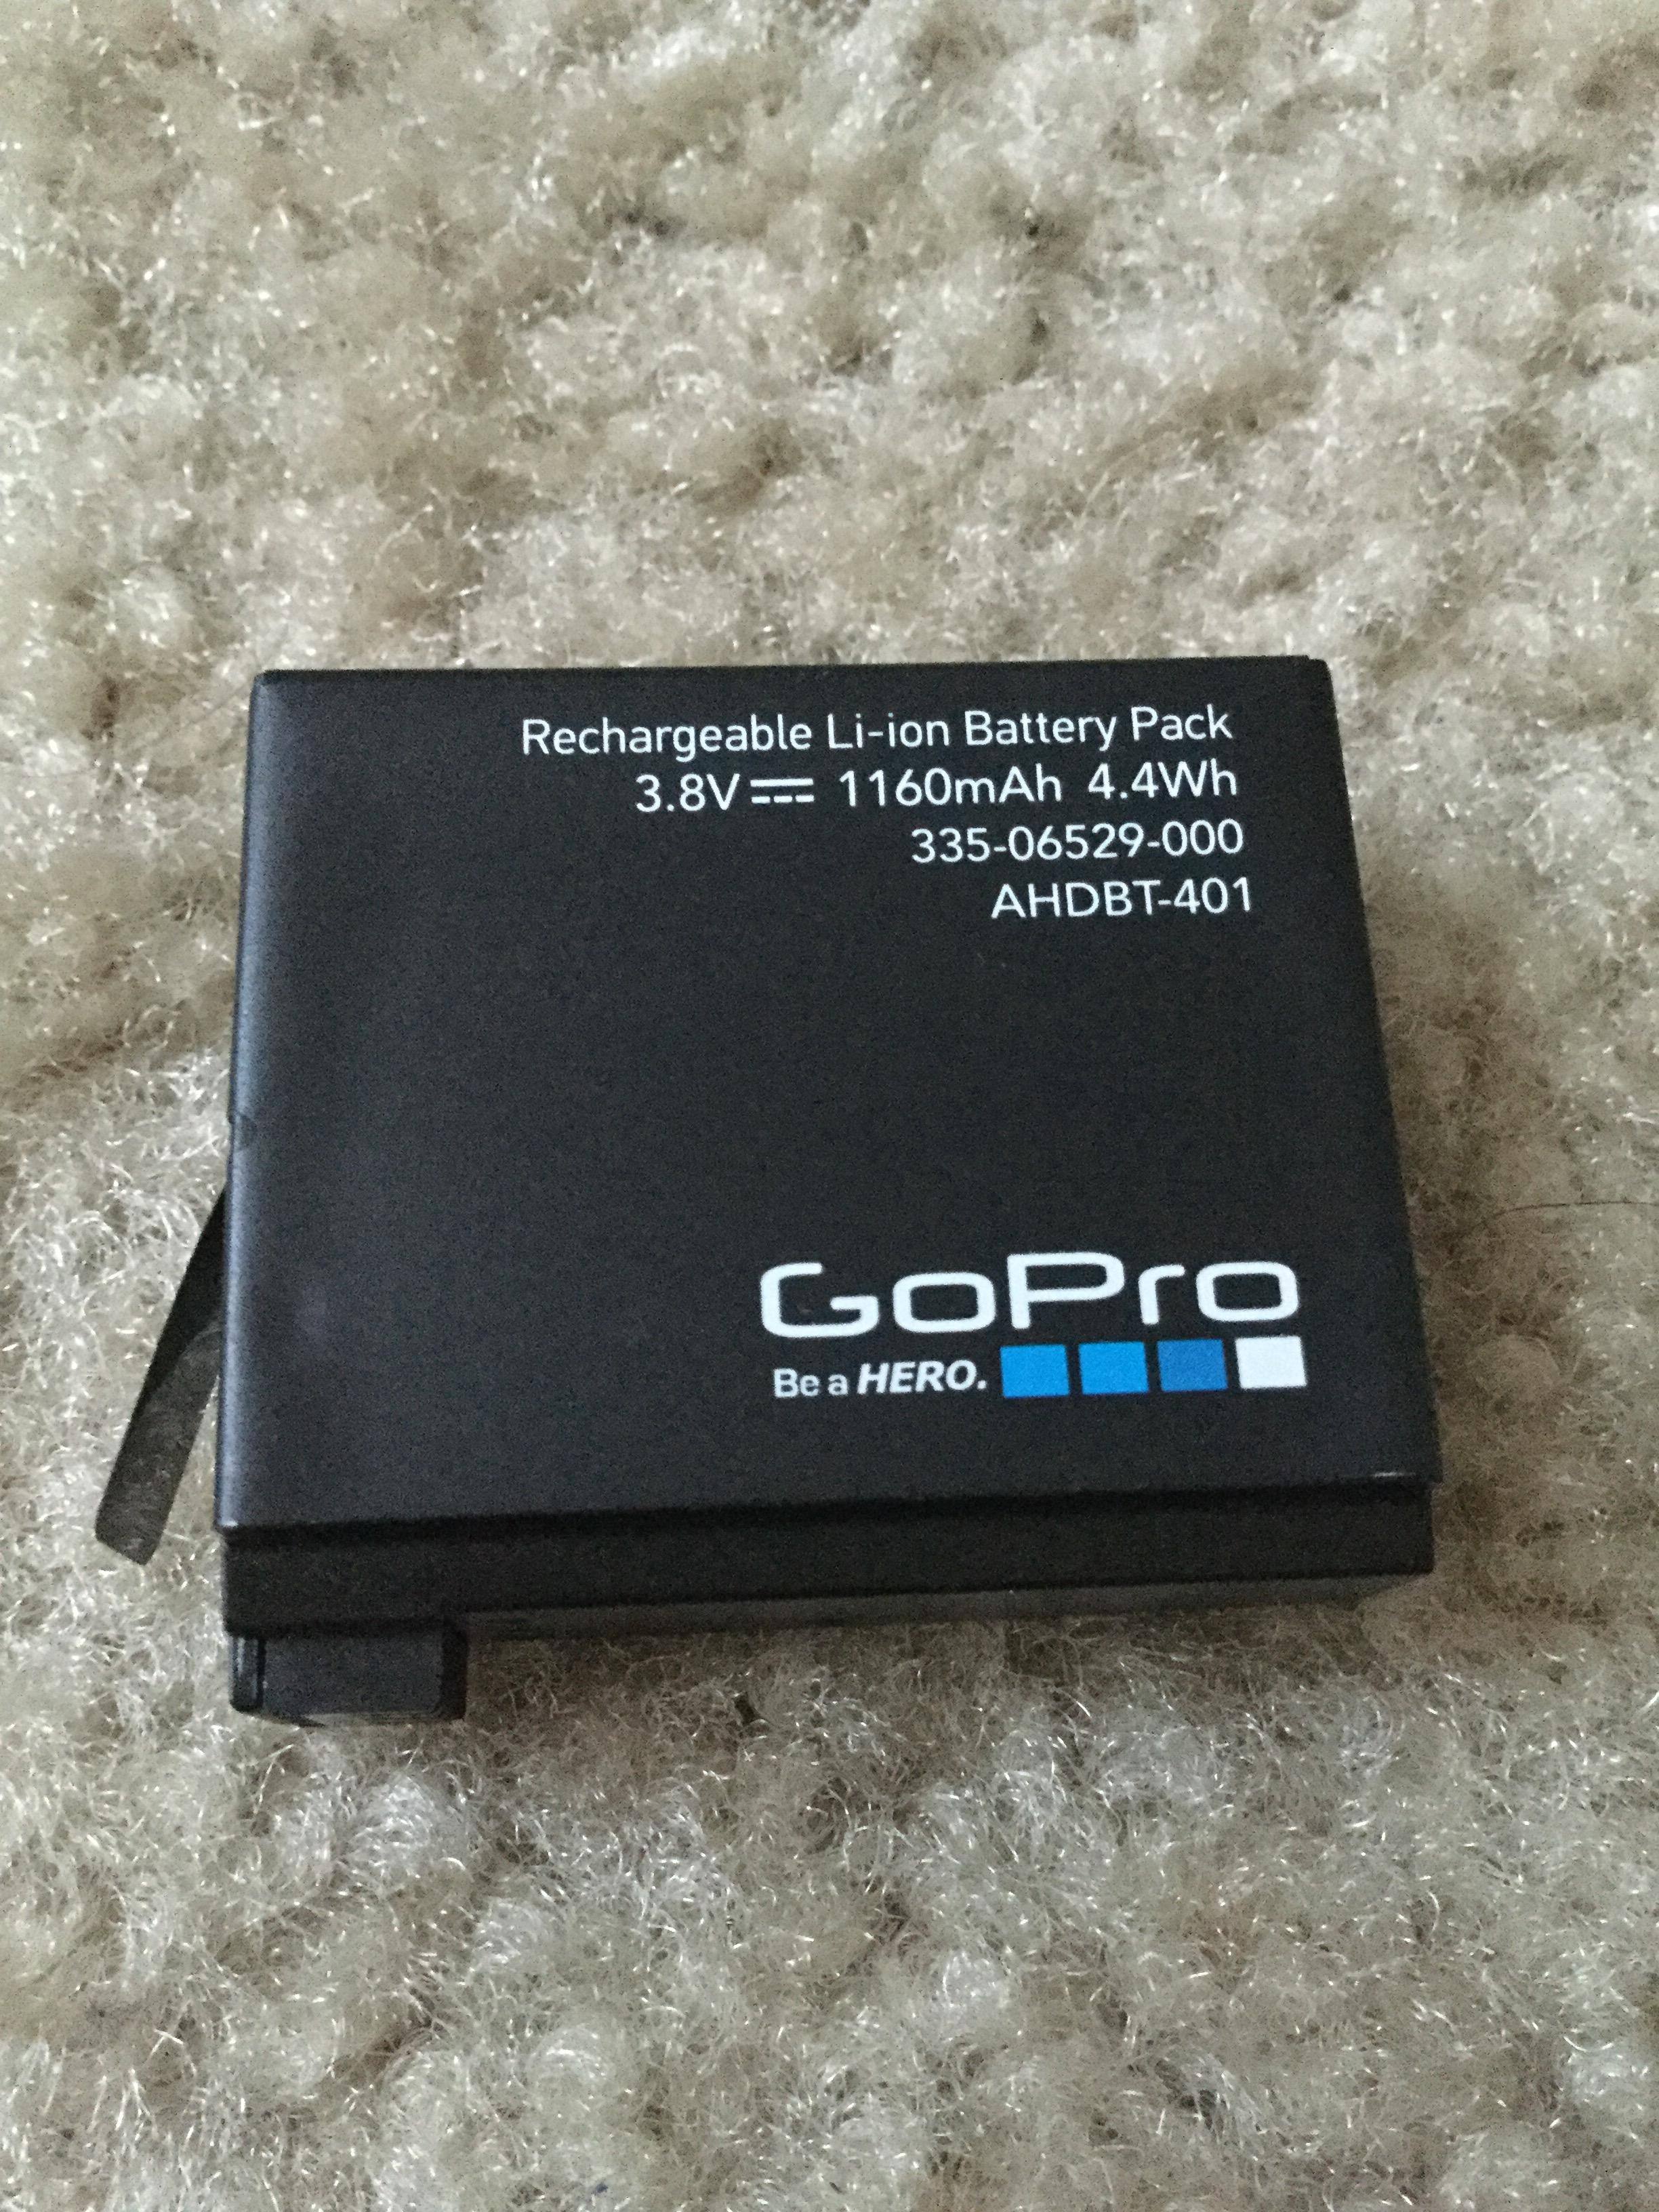 Rechargeable Li-ion Battery Pack
3.8V⎓ 1160mAh 4.4Wh
335-06529-000
AHDBT-401
GoPro
Be a HERO.